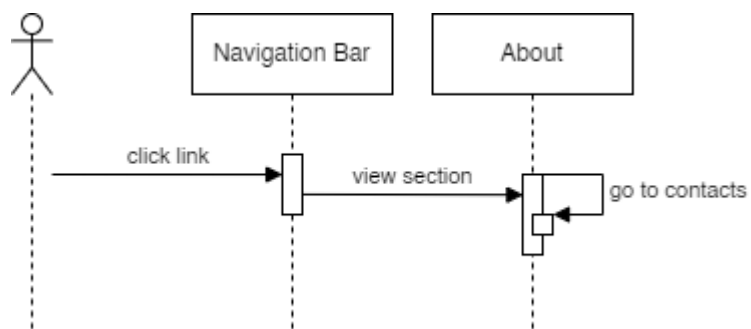 Navigation Bar
About
click link
view section
go to contacts